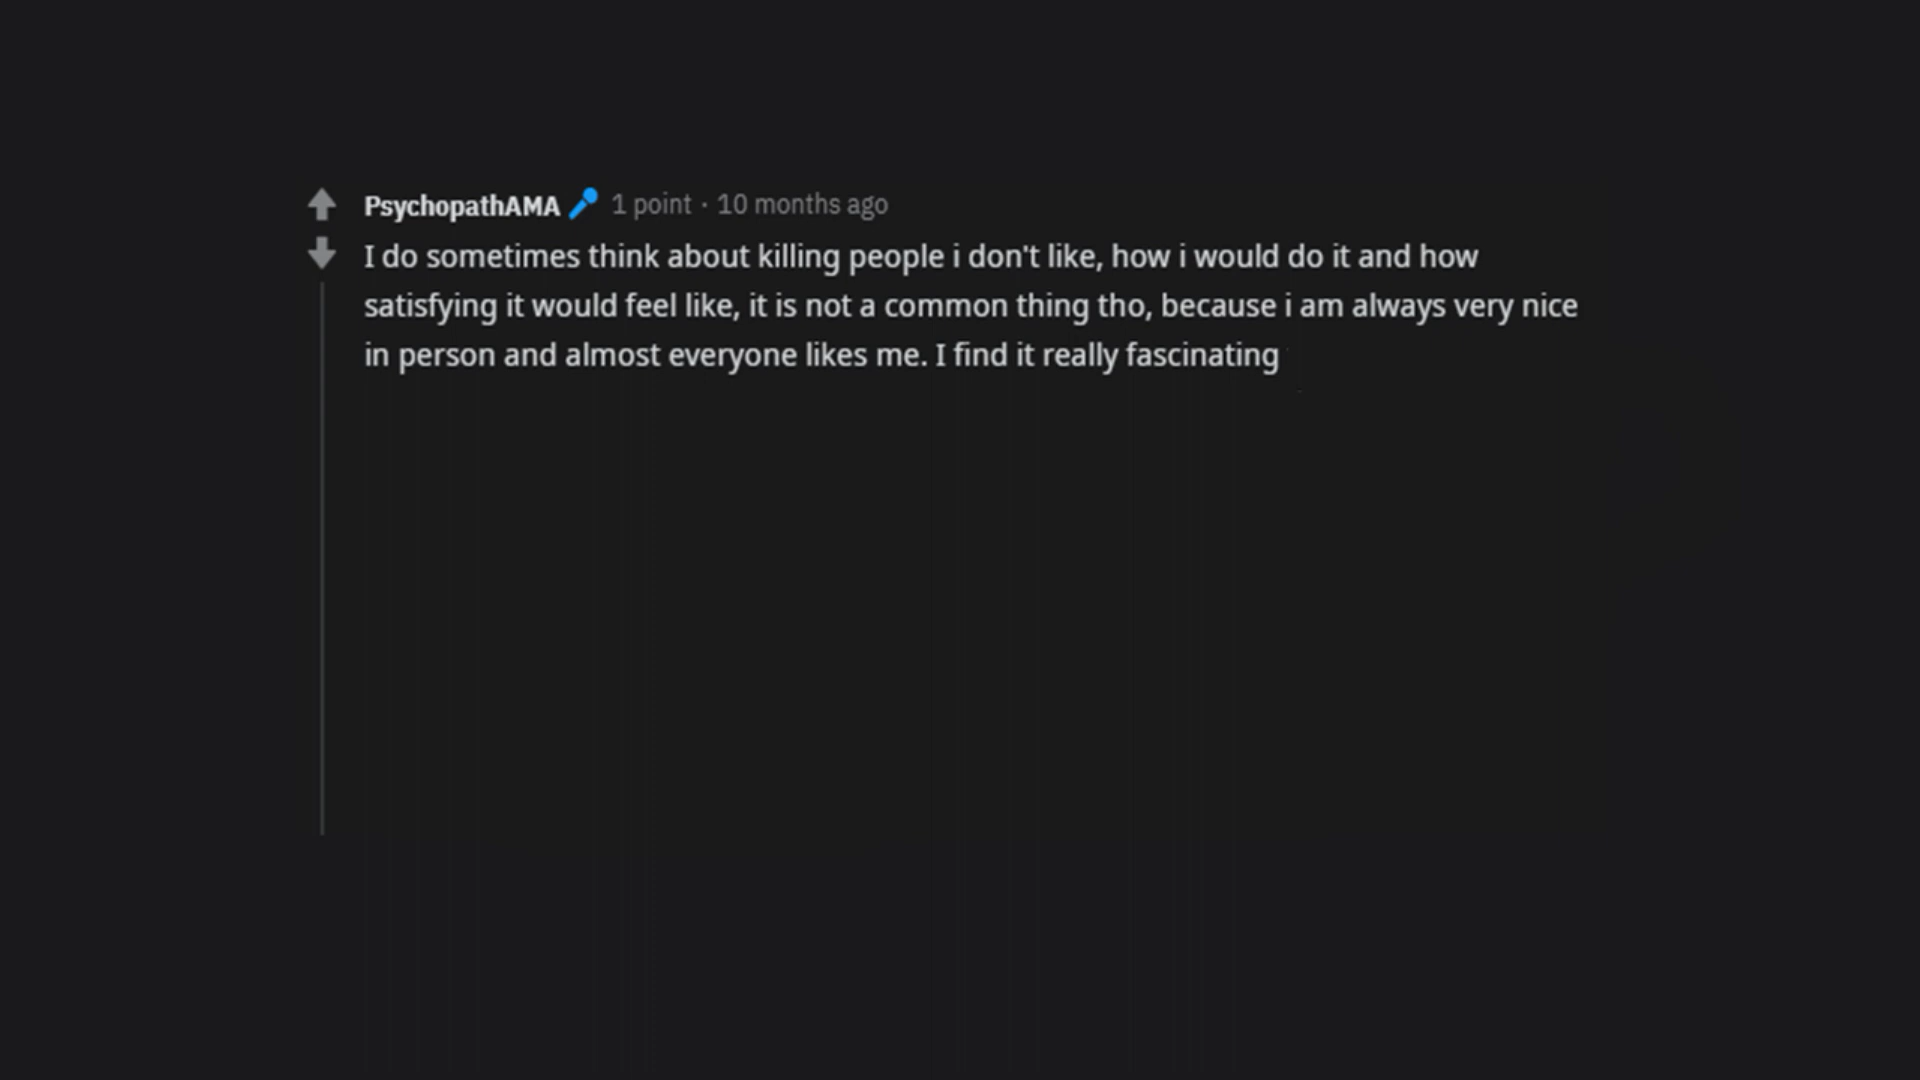 PsychopathAMA 1 point · 10 months ago
I do sometimes think about killing people i don't like, how i would do it and how
satisfying it would feel like, it is not a common thing tho, because i am always very nice
in person and almost everyone likes me. I find it really fascinating